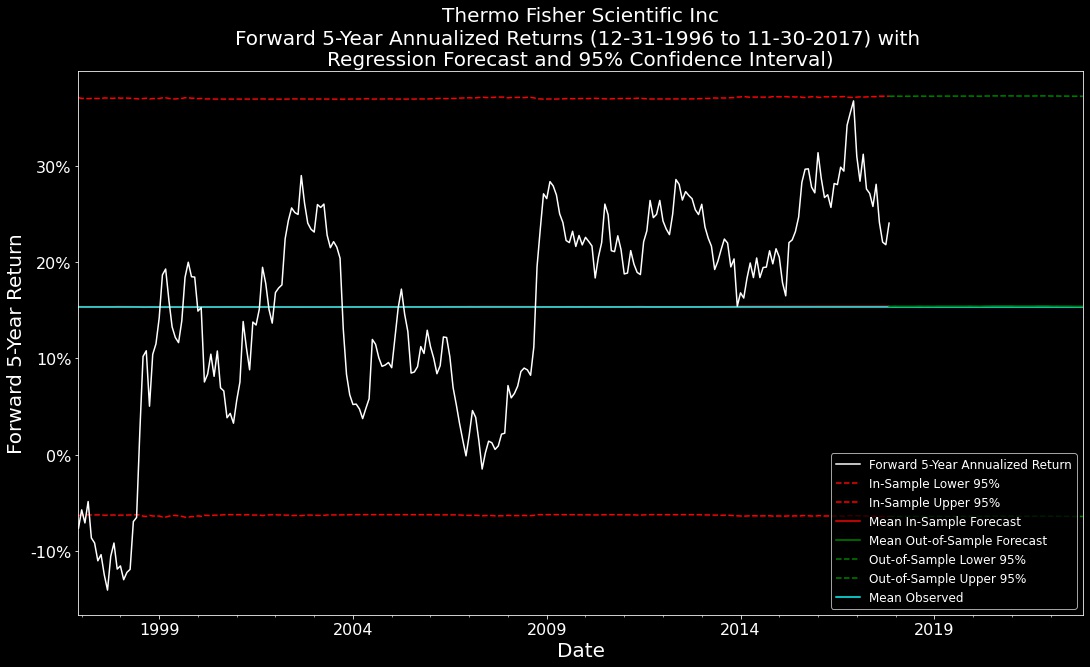 Thermo Fisher Scientific Inc
Forward 5-Year Annualized Returns (12-31-1996 to 11-30-2017) with
Regression Forecast and 95% Confidence Interval)
Forward 5-Year Return
30%
20%
10%
0%
-10%
Forward 5-Year Annualized Return
In-Sample Lower 95%
In-Sample Upper 95%
Mean In-Sample Forecast
Mean Out-of-Sample Forecast
Out-of-Sample Lower 95%
Out-of-Sample Upper 95%
Mean Observed
1999 2004 2009 2014 2019
Date